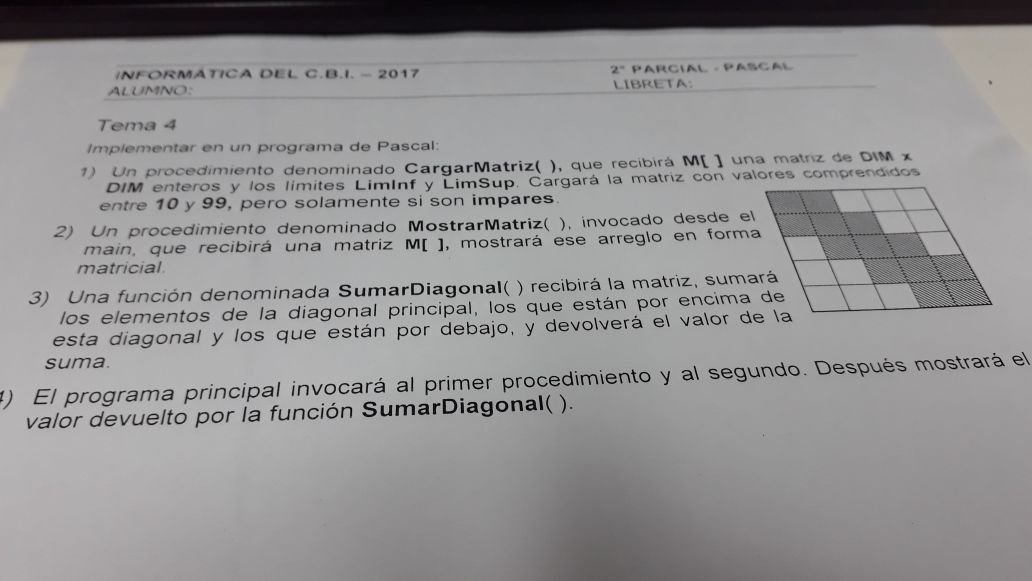 INFORMÁTICA DEL C.B.I. – 2017
2° PARCIAL - PASCAL
ALUMNO:
LIBRETA:
Tema 4
Implementar en un programa de Pascal:
1) Un procedimiento denominado CargarMatriz( ), que recibirá M[ ] una matriz de DIM x
DIM enteros y los límites LimInf y LimSup. Cargará la matriz con valores comprendidos
entre 10 y 99, pero solamente si son impares.
2) Un procedimiento denominado MostrarMatriz( ), invocado desde el
main, que recibirá una matriz M[ ], mostrará ese arreglo en forma
matricial.
3) Una función denominada SumarDiagonal( ) recibirá la matriz, sumará
los elementos de la diagonal principal, los que están por encima de
esta diagonal y los que están por debajo, y devolverá el valor de la
suma.
4) El programa principal invocará al primer procedimiento y al segundo. Después mostrará el
valor devuelto por la función SumarDiagonal( ).